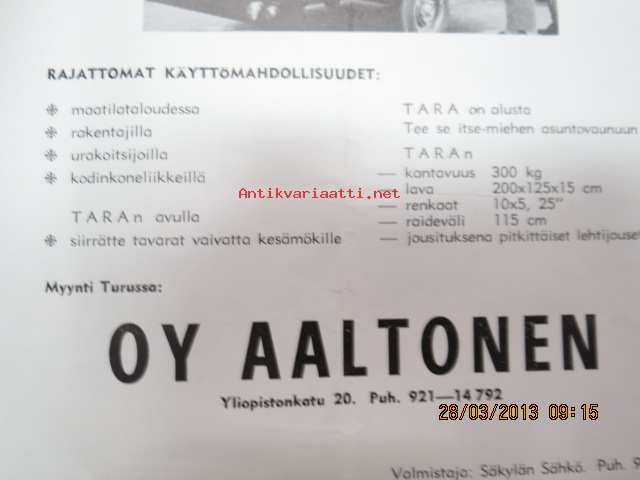 RAJATTOMAT KÄYTTÖMAHDOLLISUUDET:
maatilataloudessa
rakentajilla
urakoitsijoilla
kodinkoneliikkeillä
TARAn avulla
siirrätte tavarat vaivatta kesämökille
TARA on alusta
Tee se itse-miehen asuntovaunuun
TARAn
— kantavuus 300 kg
— lava 200x125x15 cm
— renkaat 10x5, 25"
— raideväli 115 cm
— jousituksena pitkittäiset lehtijouset
Antikvariaatti.net
Myynti Turussa:
OY AALTONEN
Yliopistonkatu 20. Puh. 921—14 792
28/03/2013 09:15
Valmistaja: Säkylän Sähkö. Puh. 9